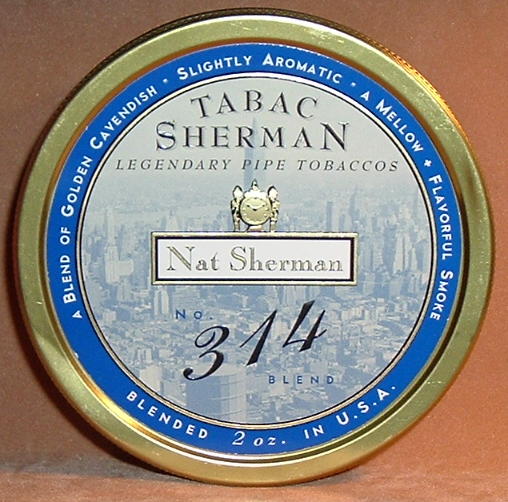 A BLEND OF GOLDEN CAVENDISH • SLIGHTLY AROMATIC • A MELLOW + FLAVORFUL SMOKE
TABAC
SHERMAN
LEGENDARY PIPE TOBACCOS
Nat Sherman
No.
314
BLEND
BLENDED 2 oz. IN U.S.A.